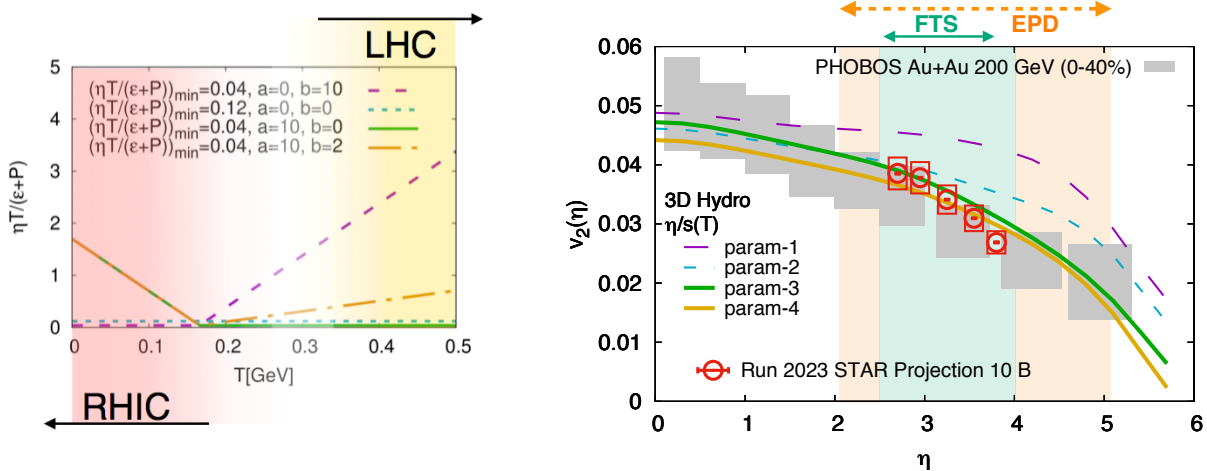 LHC
ηT/(ε+P)
5
4
3
2
1
0
(ηT/(ε+P))min=0.04, a=0, b=10
(ηT/(ε+P))min=0.12, a=0, b=0
(ηT/(ε+P))min=0.04, a=10, b=0
(ηT/(ε+P))min=0.04, a=10, b=2
0 0.1 0.2 0.3 0.4 0.5
T[GeV]
RHIC
FTS EPD
v2(η)
0.06
0.05
0.04
0.03
0.02
0.01
0
PHOBOS Au+Au 200 GeV (0-40%)
3D Hydro
η/s(T)
param-1
param-2
param-3
param-4
Run 2023 STAR Projection 10 B
0 1 2 3 4 5 6
η